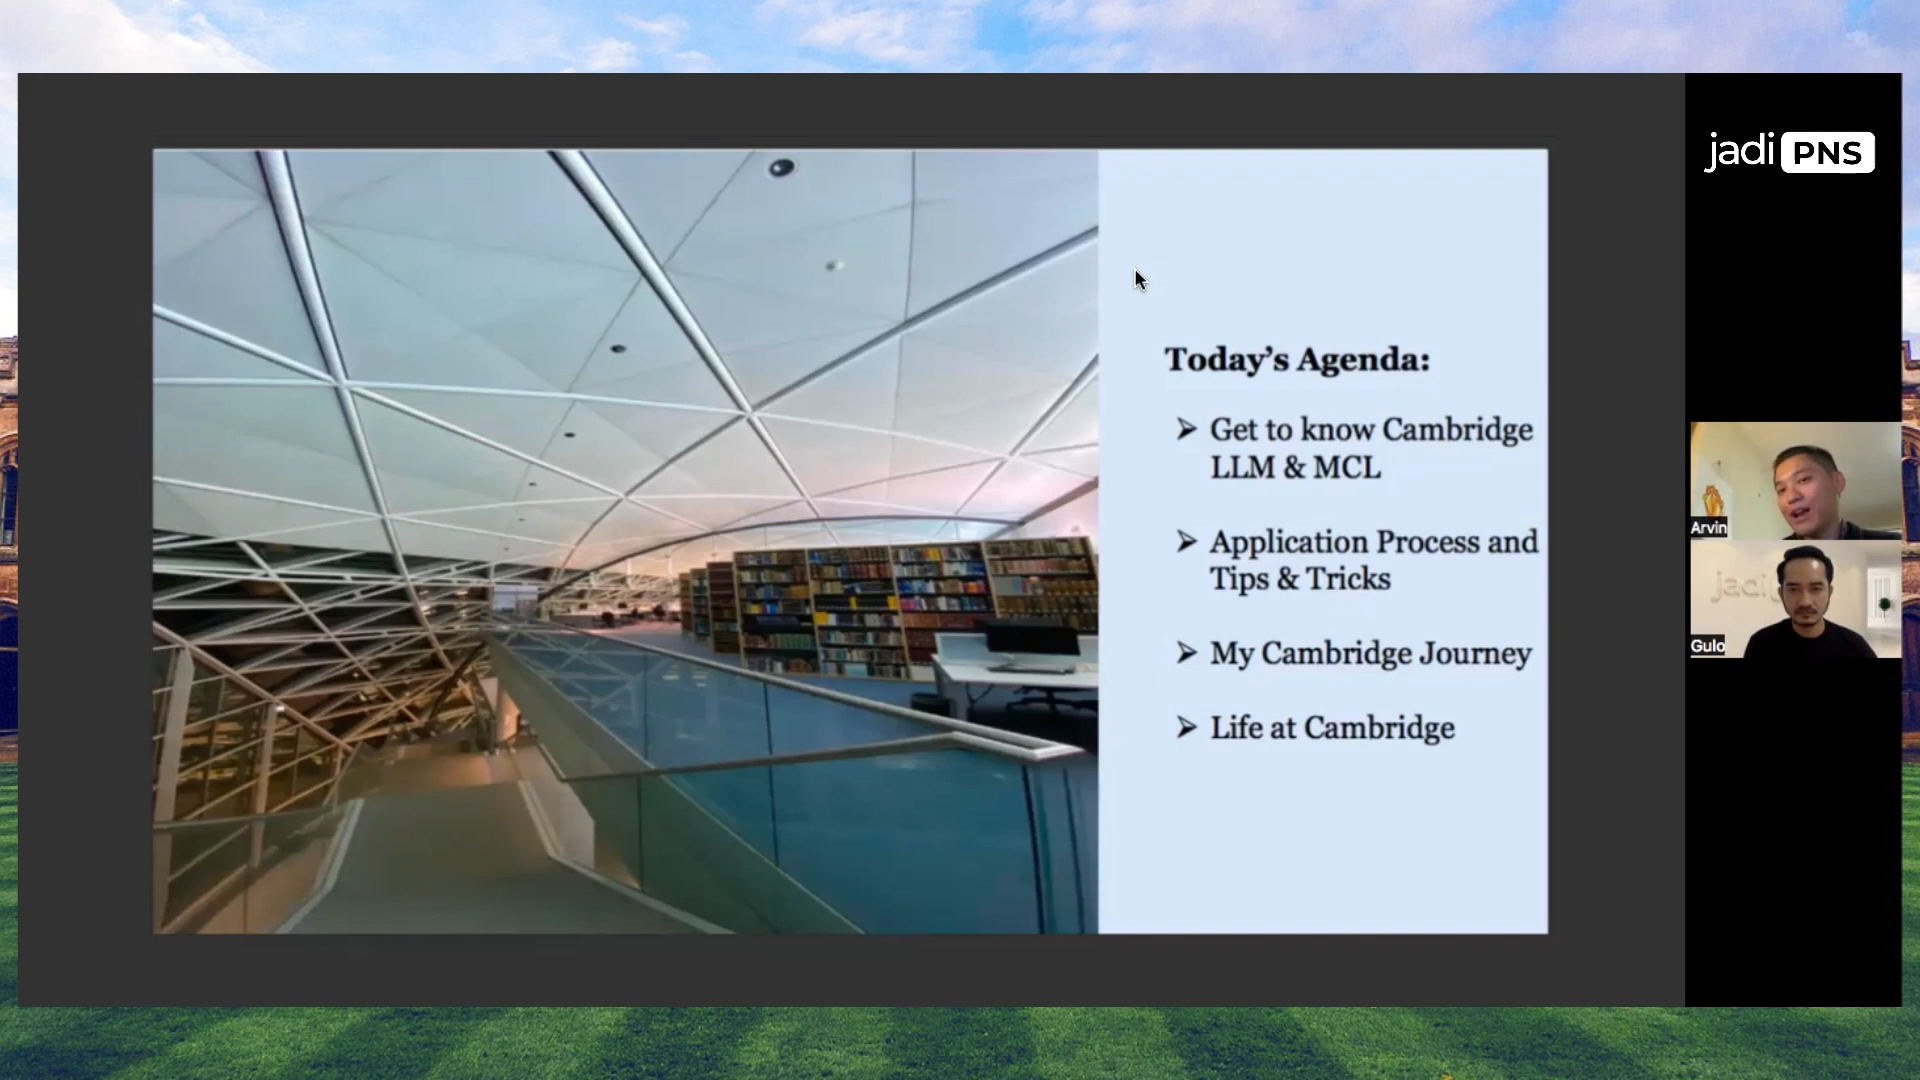 jadi PNS
Today's Agenda:
➢ Get to know Cambridge
LLM & MCL
➢ Application Process and
Tips & Tricks
➢ My Cambridge Journey
➢ Life at Cambridge
Arvin
jadi
Gulo